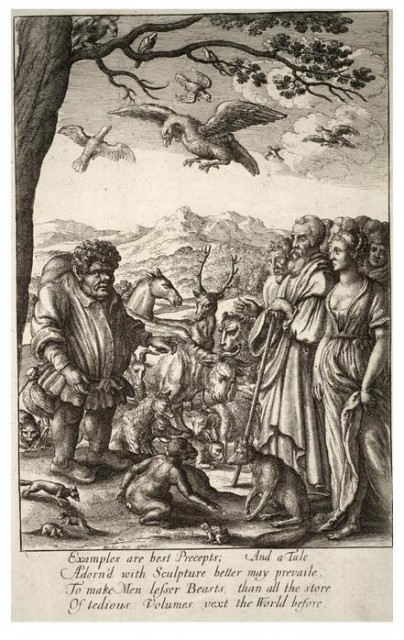 Examples are best Precepts; And a Tale
Adorn'd with Sculpture better may prevaile,
To make Men lesser Beasts, than all the store
Of tedious Volumes, vext the World before.